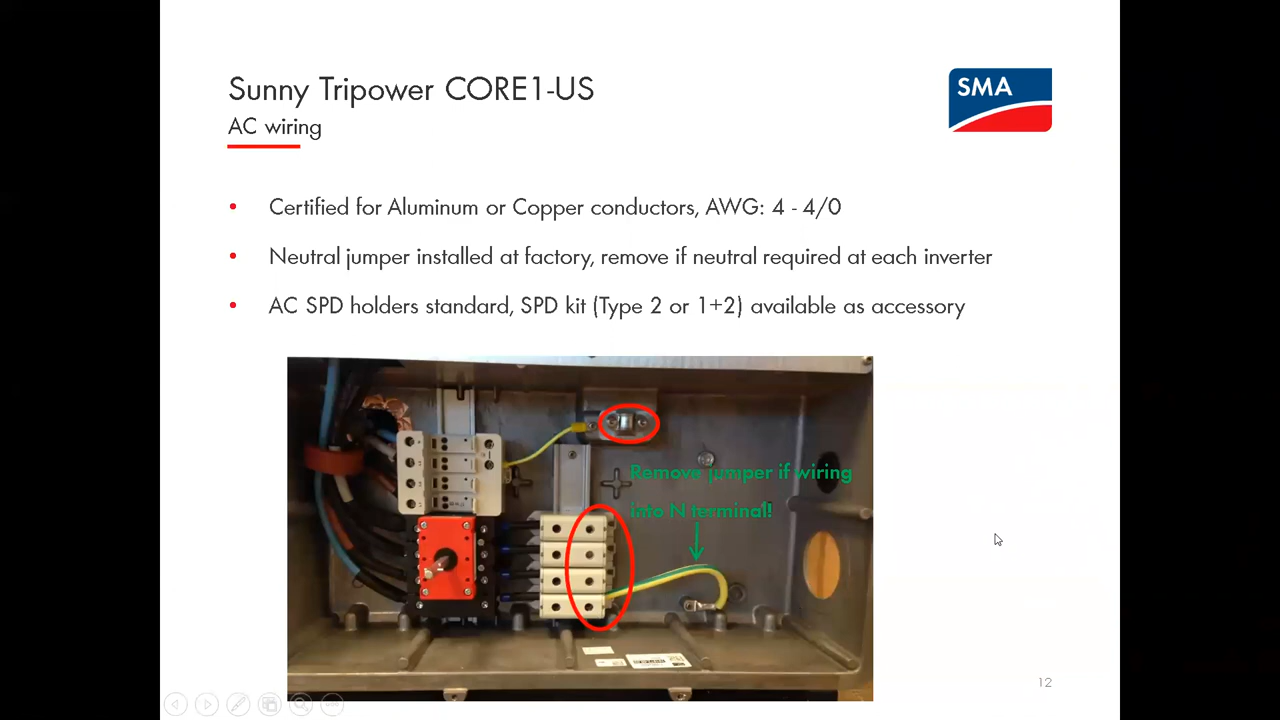 Sunny Tripower CORE1-US
AC wiring
SMA
• Certified for Aluminum or Copper conductors, AWG: 4 - 4/0
• Neutral jumper installed at factory, remove if neutral required at each inverter
• AC SPD holders standard, SPD kit (Type 2 or 1+2) available as accessory
Remove jumper if wiring
into N terminal!
12